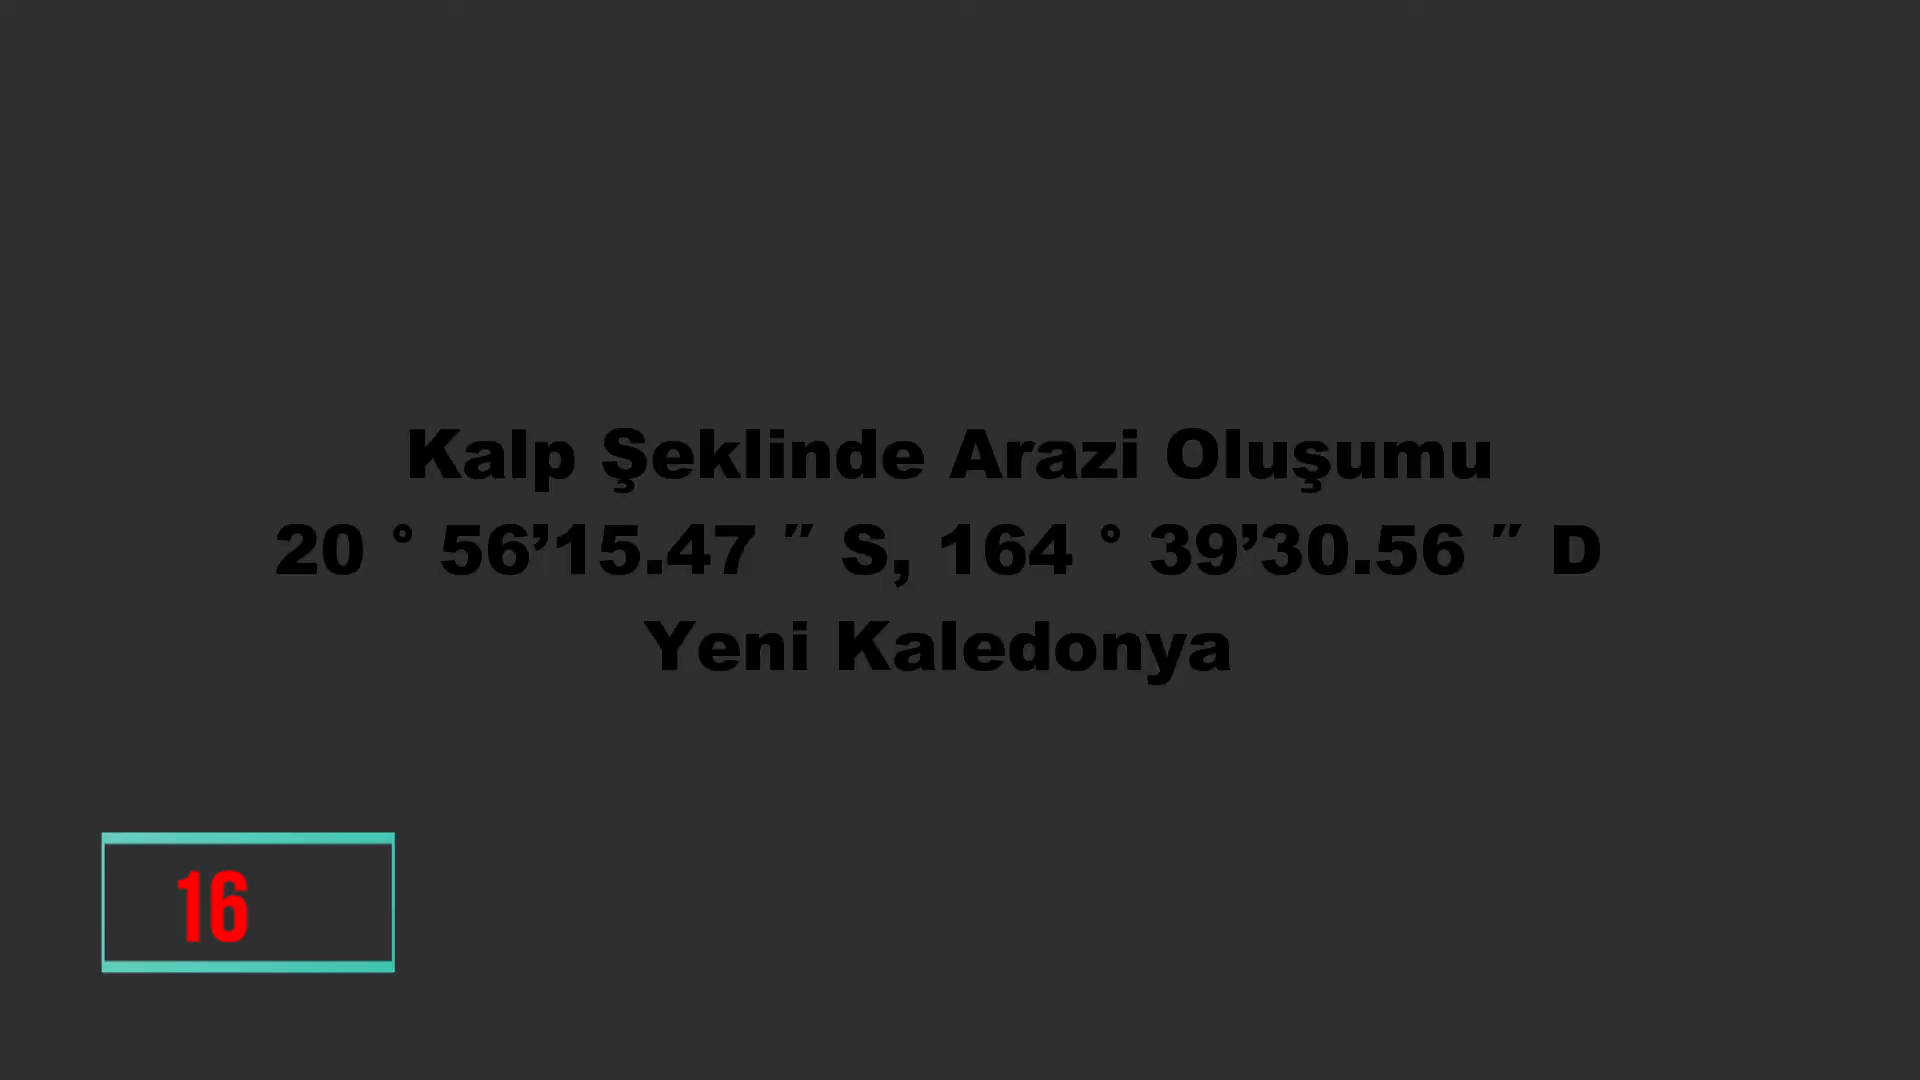 Kalp Şeklinde Arazi Oluşumu
20 ° 56’15.47 ″ S, 164 ° 39’30.56 ″ D
Yeni Kaledonya
16